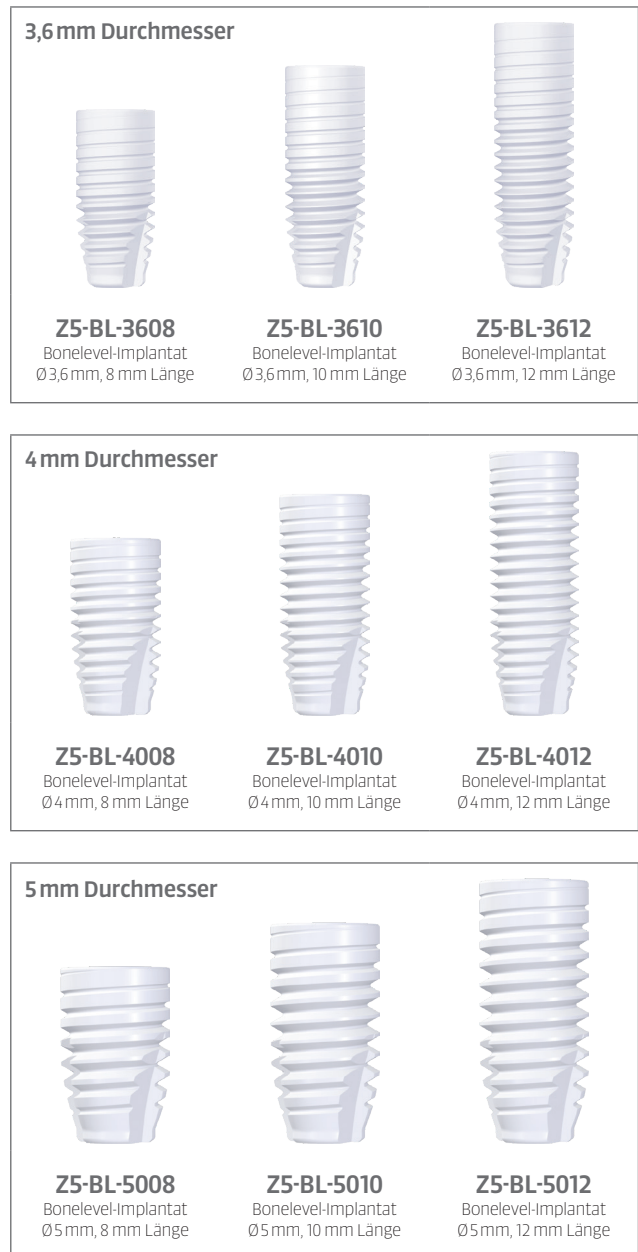 3,6 mm Durchmesser
Z5-BL-3608
Bonelevel-Implantat
Ø 3,6 mm, 8 mm Länge
Z5-BL-3610
Bonelevel-Implantat
Ø 3,6 mm, 10 mm Länge
Z5-BL-3612
Bonelevel-Implantat
Ø 3,6 mm, 12 mm Länge
4 mm Durchmesser
Z5-BL-4008
Bonelevel-Implantat
Ø 4 mm, 8 mm Länge
Z5-BL-4010
Bonelevel-Implantat
Ø 4 mm, 10 mm Länge
Z5-BL-4012
Bonelevel-Implantat
Ø 4 mm, 12 mm Länge
5 mm Durchmesser
Z5-BL-5008
Bonelevel-Implantat
Ø 5 mm, 8 mm Länge
Z5-BL-5010
Bonelevel-Implantat
Ø 5 mm, 10 mm Länge
Z5-BL-5012
Bonelevel-Implantat
Ø 5 mm, 12 mm Länge